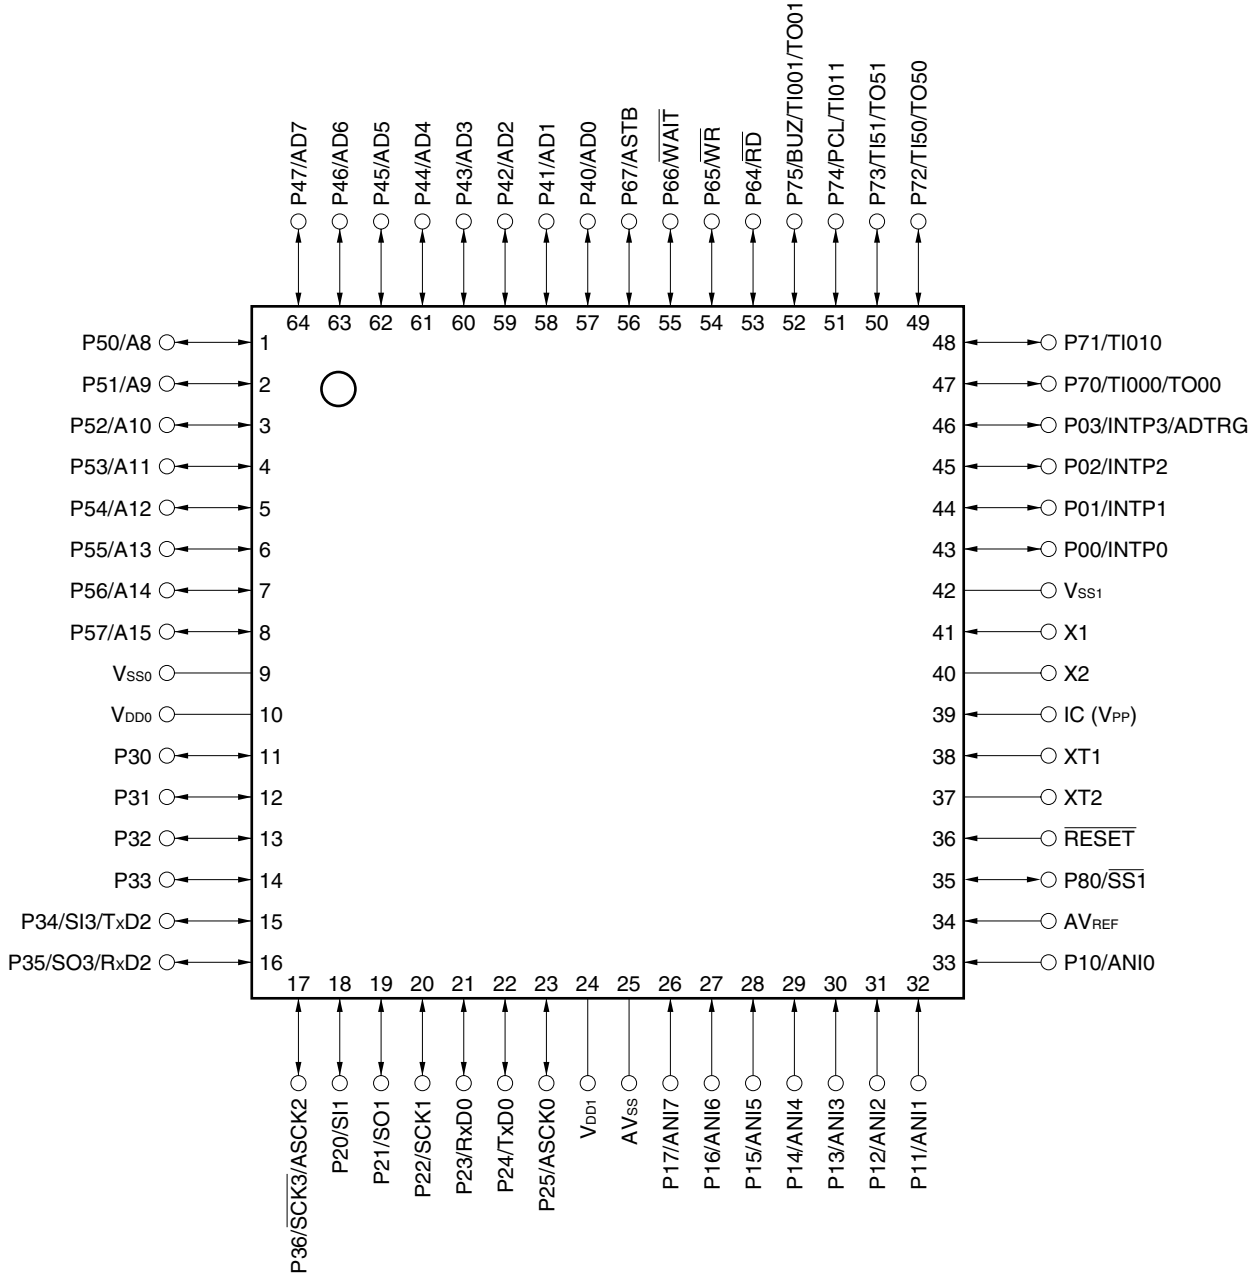 P47/AD7
P46/AD6
P45/AD5
P44/AD4
P43/AD3
P42/AD2
P41/AD1
P40/AD0
P67/ASTB
P66/WAIT
P65/WR
P64/RD
P75/BUZ/TI001/TO01
P74/PCL/TI011
P73/TI51/TO51
P72/TI50/TO50
64 63 62 61 60 59 58 57 56 55 54 53 52 51 50 49
P50/A8 1
P51/A9 2
P52/A10 3
P53/A11 4
P54/A12 5
P55/A13 6
P56/A14 7
P57/A15 8
VSS0 9
VDD0 10
P30 11
P31 12
P32 13
P33 14
P34/SI3/TxD2 15
P35/SO3/RxD2 16
48 P71/TI010
47 P70/TI000/TO00
46 P03/INTP3/ADTRG
45 P02/INTP2
44 P01/INTP1
43 P00/INTP0
42 VSS1
41 X1
40 X2
39 IC (VPP)
38 XT1
37 XT2
36 RESET
35 P80/SS1
34 AVREF
33 P10/ANI0
17 18 19 20 21 22 23 24 25 26 27 28 29 30 31 32
P36/SCK3/ASCK2
P20/SI1
P21/SO1
P22/SCK1
P23/RxD0
P24/TxD0
P25/ASCK0
VDD1
AVSS
P17/ANI7
P16/ANI6
P15/ANI5
P14/ANI4
P13/ANI3
P12/ANI2
P11/ANI1